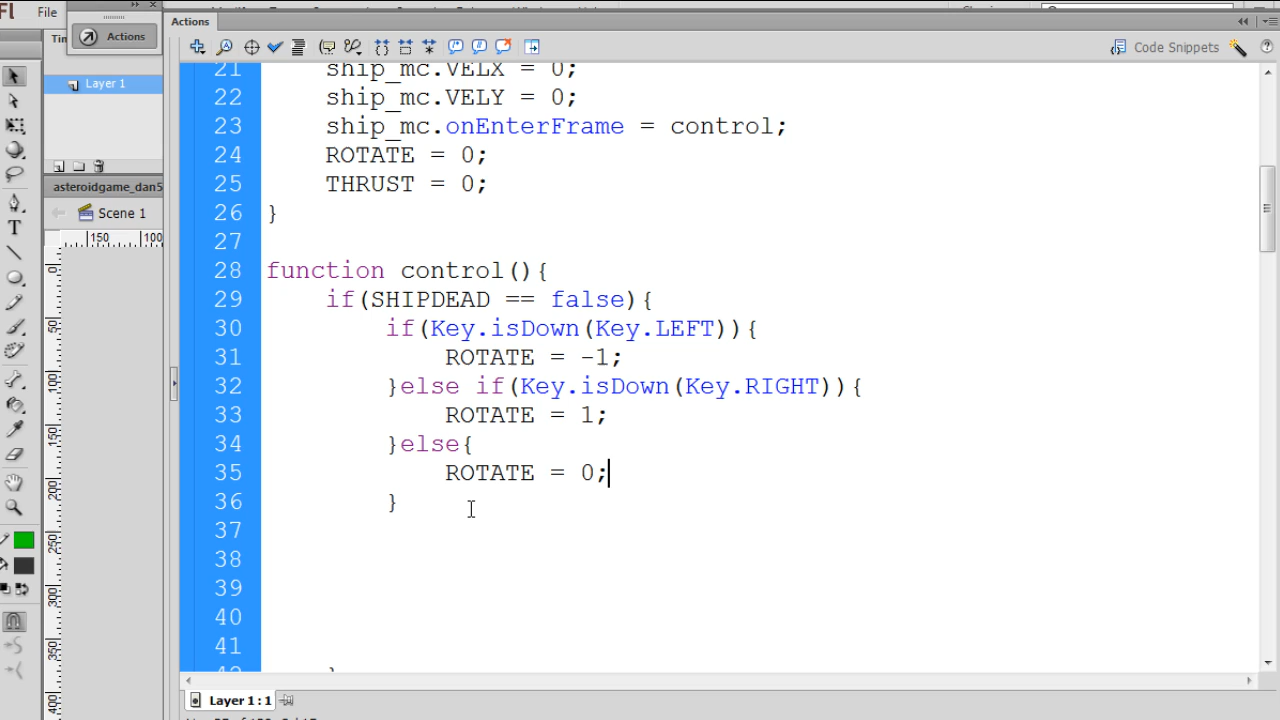 File
Actions
Actions
Code Snippets
Layer 1
asteroidgame_dan5
Scene 1
150
100
21 ship_mc.VELX = 0;
22 ship_mc.VELY = 0;
23 ship_mc.onEnterFrame = control;
24 ROTATE = 0;
25 THRUST = 0;
26 }
27
28 function control(){
29 if(SHIPDEAD == false){
30 if(Key.isDown(Key.LEFT)){
31 ROTATE = -1;
32 }else if(Key.isDown(Key.RIGHT)){
33 ROTATE = 1;
34 }else{
35 ROTATE = 0;
36 }
37
38
39
40
41
Layer 1 : 1